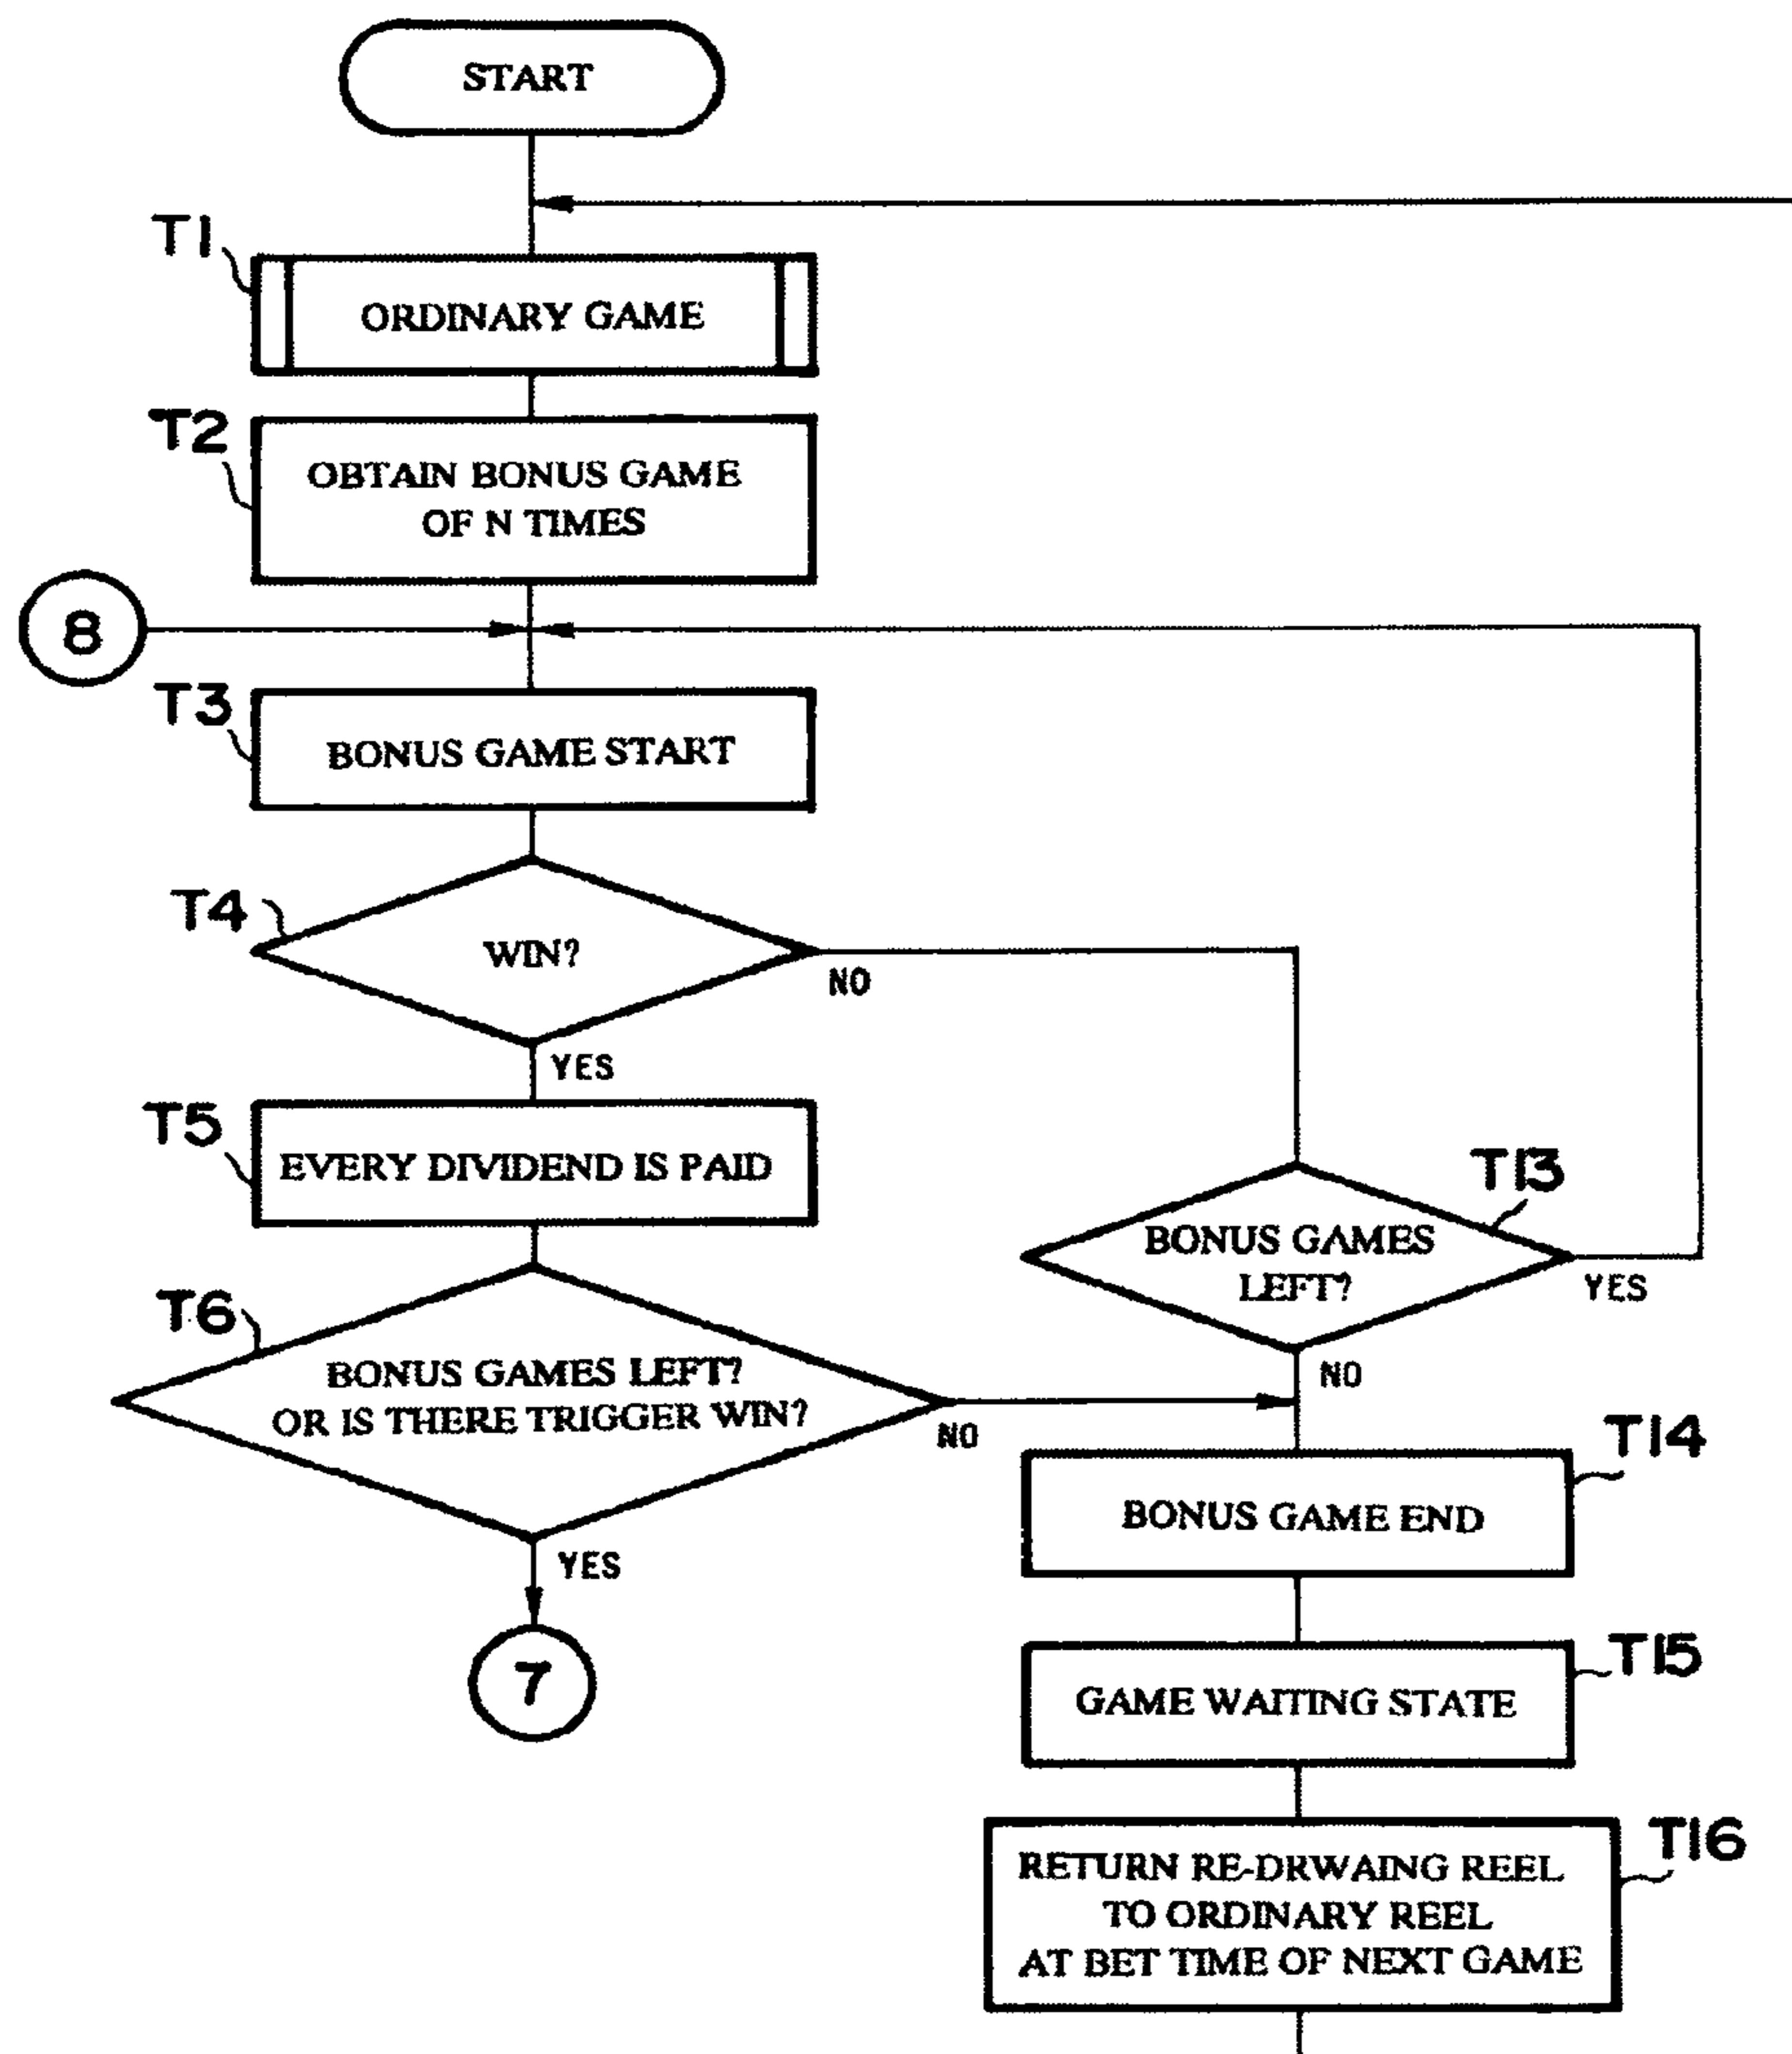 START
T1
ORDINARY GAME
T2
OBTAIN BONUS GAME
OF N TIMES
8
T3
BONUS GAME START
T4
WIN?
NO
YES
T5
EVERY DIVIDEND IS PAID
T13
BONUS GAMES
LEFT?
YES
NO
T6
BONUS GAMES LEFT?
OR IS THERE TRIGGER WIN?
NO
YES
7
T14
BONUS GAME END
T15
GAME WAITING STATE
T16
RETURN RE-DRWAING REEL
TO ORDINARY REEL
AT BET TIME OF NEXT GAME